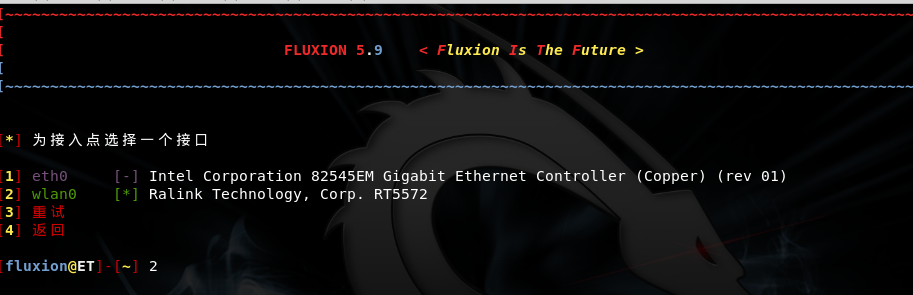 [~~~~~~~~~~~~~~~~~~~~~~~~~~~~~~~~~~~~~~~~~~~~~~~~~~~~~~~~~~~~~~~~~~~~~~~~~~~~~~~~~~~~~~~~~~~~~~~~~~~~
[
[ FLUXION 5.9 < Fluxion Is The Future >
[
[~~~~~~~~~~~~~~~~~~~~~~~~~~~~~~~~~~~~~~~~~~~~~~~~~~~~~~~~~~~~~~~~~~~~~~~~~~~~~~~~~~~~~~~~~~~~~~~~~~~~
[*] 为接入点选择一个接口
[1] eth0 [-] Intel Corporation 82545EM Gigabit Ethernet Controller (Copper) (rev 01)
[2] wlan0 [*] Ralink Technology, Corp. RT5572
[3] 重试
[4] 返回
[fluxion@ET]-[~] 2